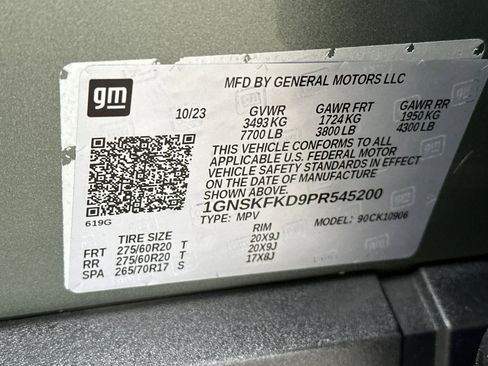 gm
MFD BY GENERAL MOTORS LLC
10/23 GVWR GAWR FRT GAWR RR
3493 KG 1724 KG 1950 KG
7700 LB 3800 LB 4300 LB
THIS VEHICLE CONFORMS TO ALL
APPLICABLE U.S. FEDERAL MOTOR
VEHICLE SAFETY STANDARDS IN EFFECT
ON THE DATE OF MANUFACTURE
SHOWN ABOVE.
1GNSKFKD9PR545200
619G TYPE: MPV MODEL: 90CK10906
TIRE SIZE RIM
FRT 275/60R20 T 20X9J
RR 275/60R20 T 20X9J
SPA 265/70R17 S 17X8J